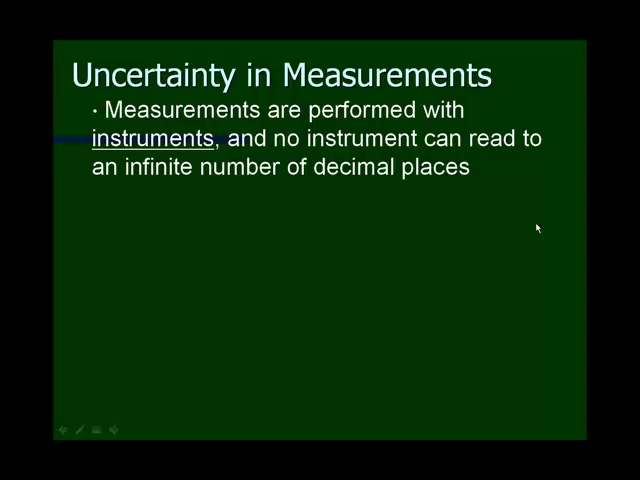 Uncertainty in Measurements
· Measurements are performed with
instruments, and no instrument can read to
an infinite number of decimal places